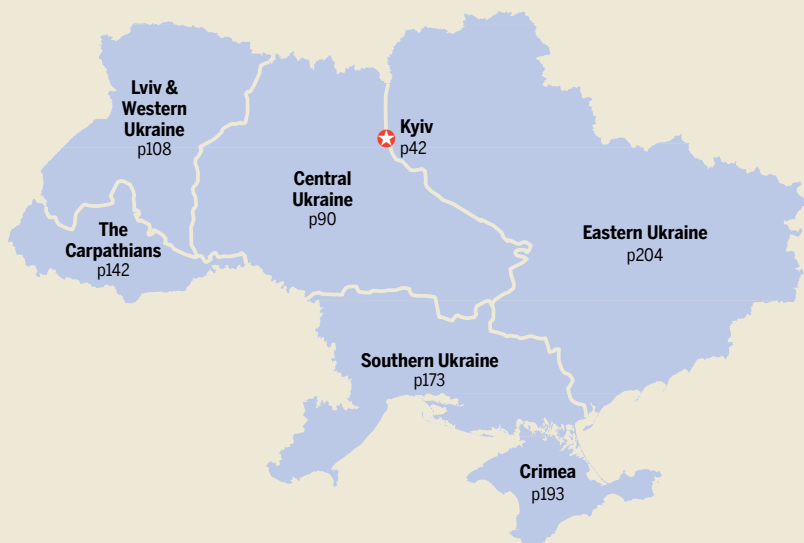 Lviv &
Western
Ukraine
p108
Kyiv
p42
Central
Ukraine
p90
The
Carpathians
p142
Eastern Ukraine
p204
Southern Ukraine
p173
Crimea
p193